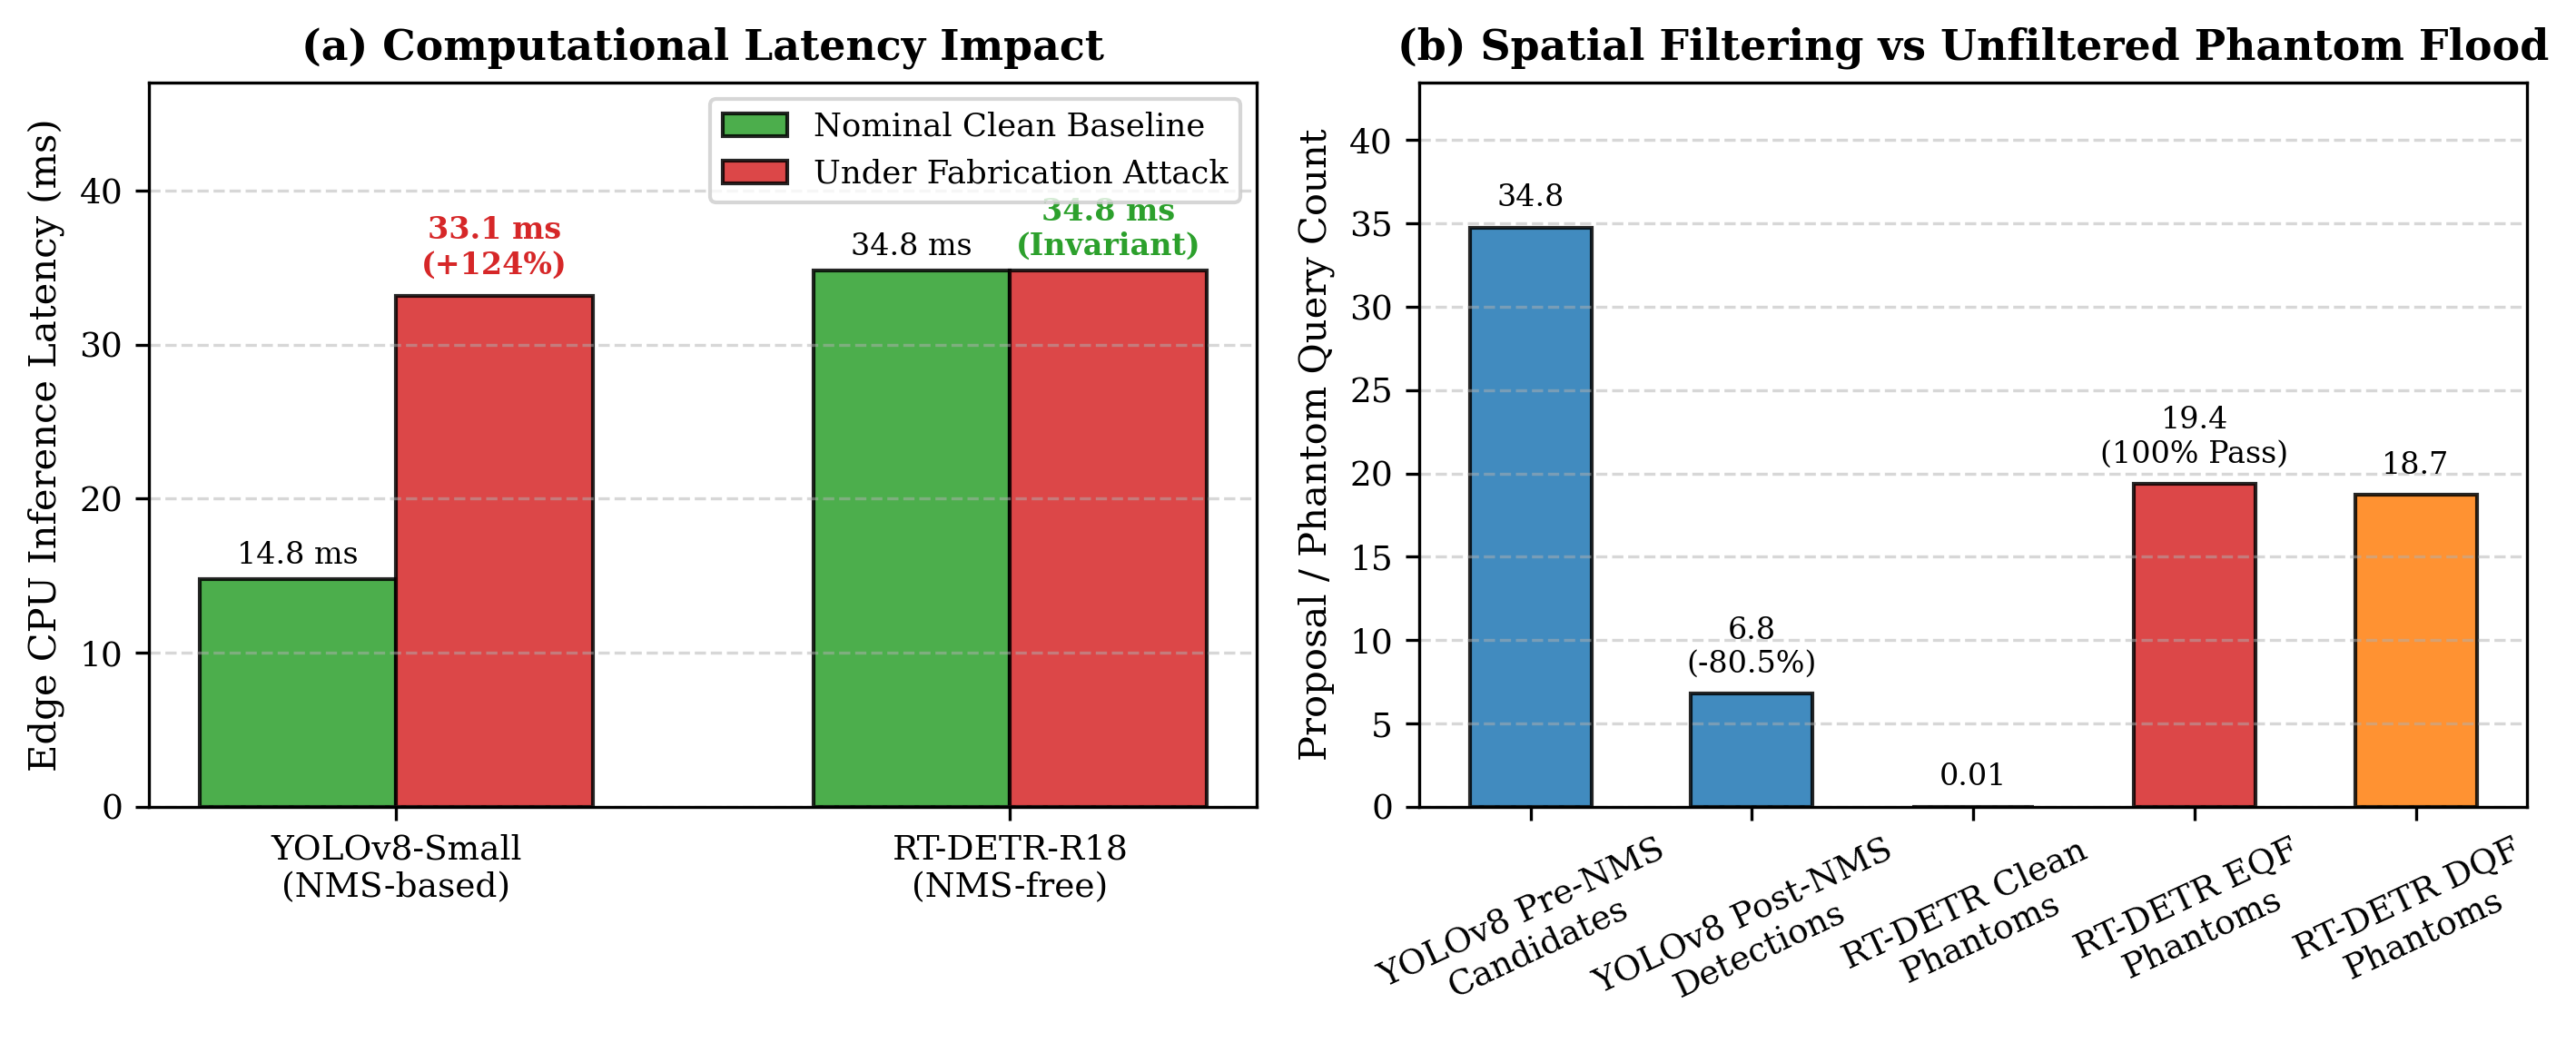 (a) Computational Latency Impact
Edge CPU Inference Latency (ms)
40
30
20
10
0
Nominal Clean Baseline
Under Fabrication Attack
14.8 ms
33.1 ms
(+124%)
34.8 ms
34.8 ms
(Invariant)
YOLOv8-Small
(NMS-based)
RT-DETR-R18
(NMS-free)
(b) Spatial Filtering vs Unfiltered Phantom Flood
Proposal / Phantom Query Count
40
35
30
25
20
15
10
5
0
34.8
6.8
(-80.5%)
0.01
19.4
(100% Pass)
18.7
YOLOv8 Pre-NMS
Candidates
YOLOv8 Post-NMS
Detections
RT-DETR Clean
Phantoms
RT-DETR EQF
Phantoms
RT-DETR DQF
Phantoms